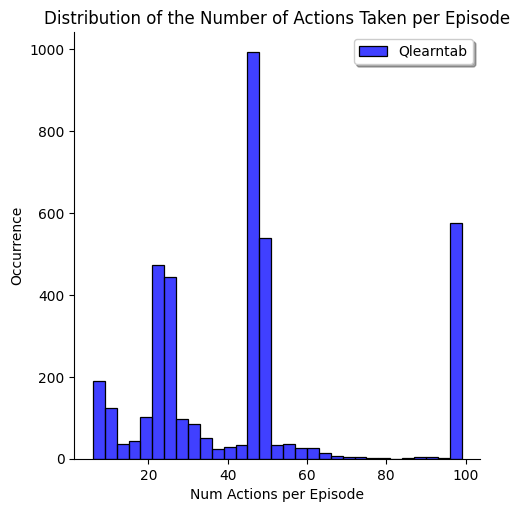 Distribution of the Number of Actions Taken per Episode
Qlearntab
1000
800
600
400
200
0
Occurrence
20 40 60 80 100
Num Actions per Episode